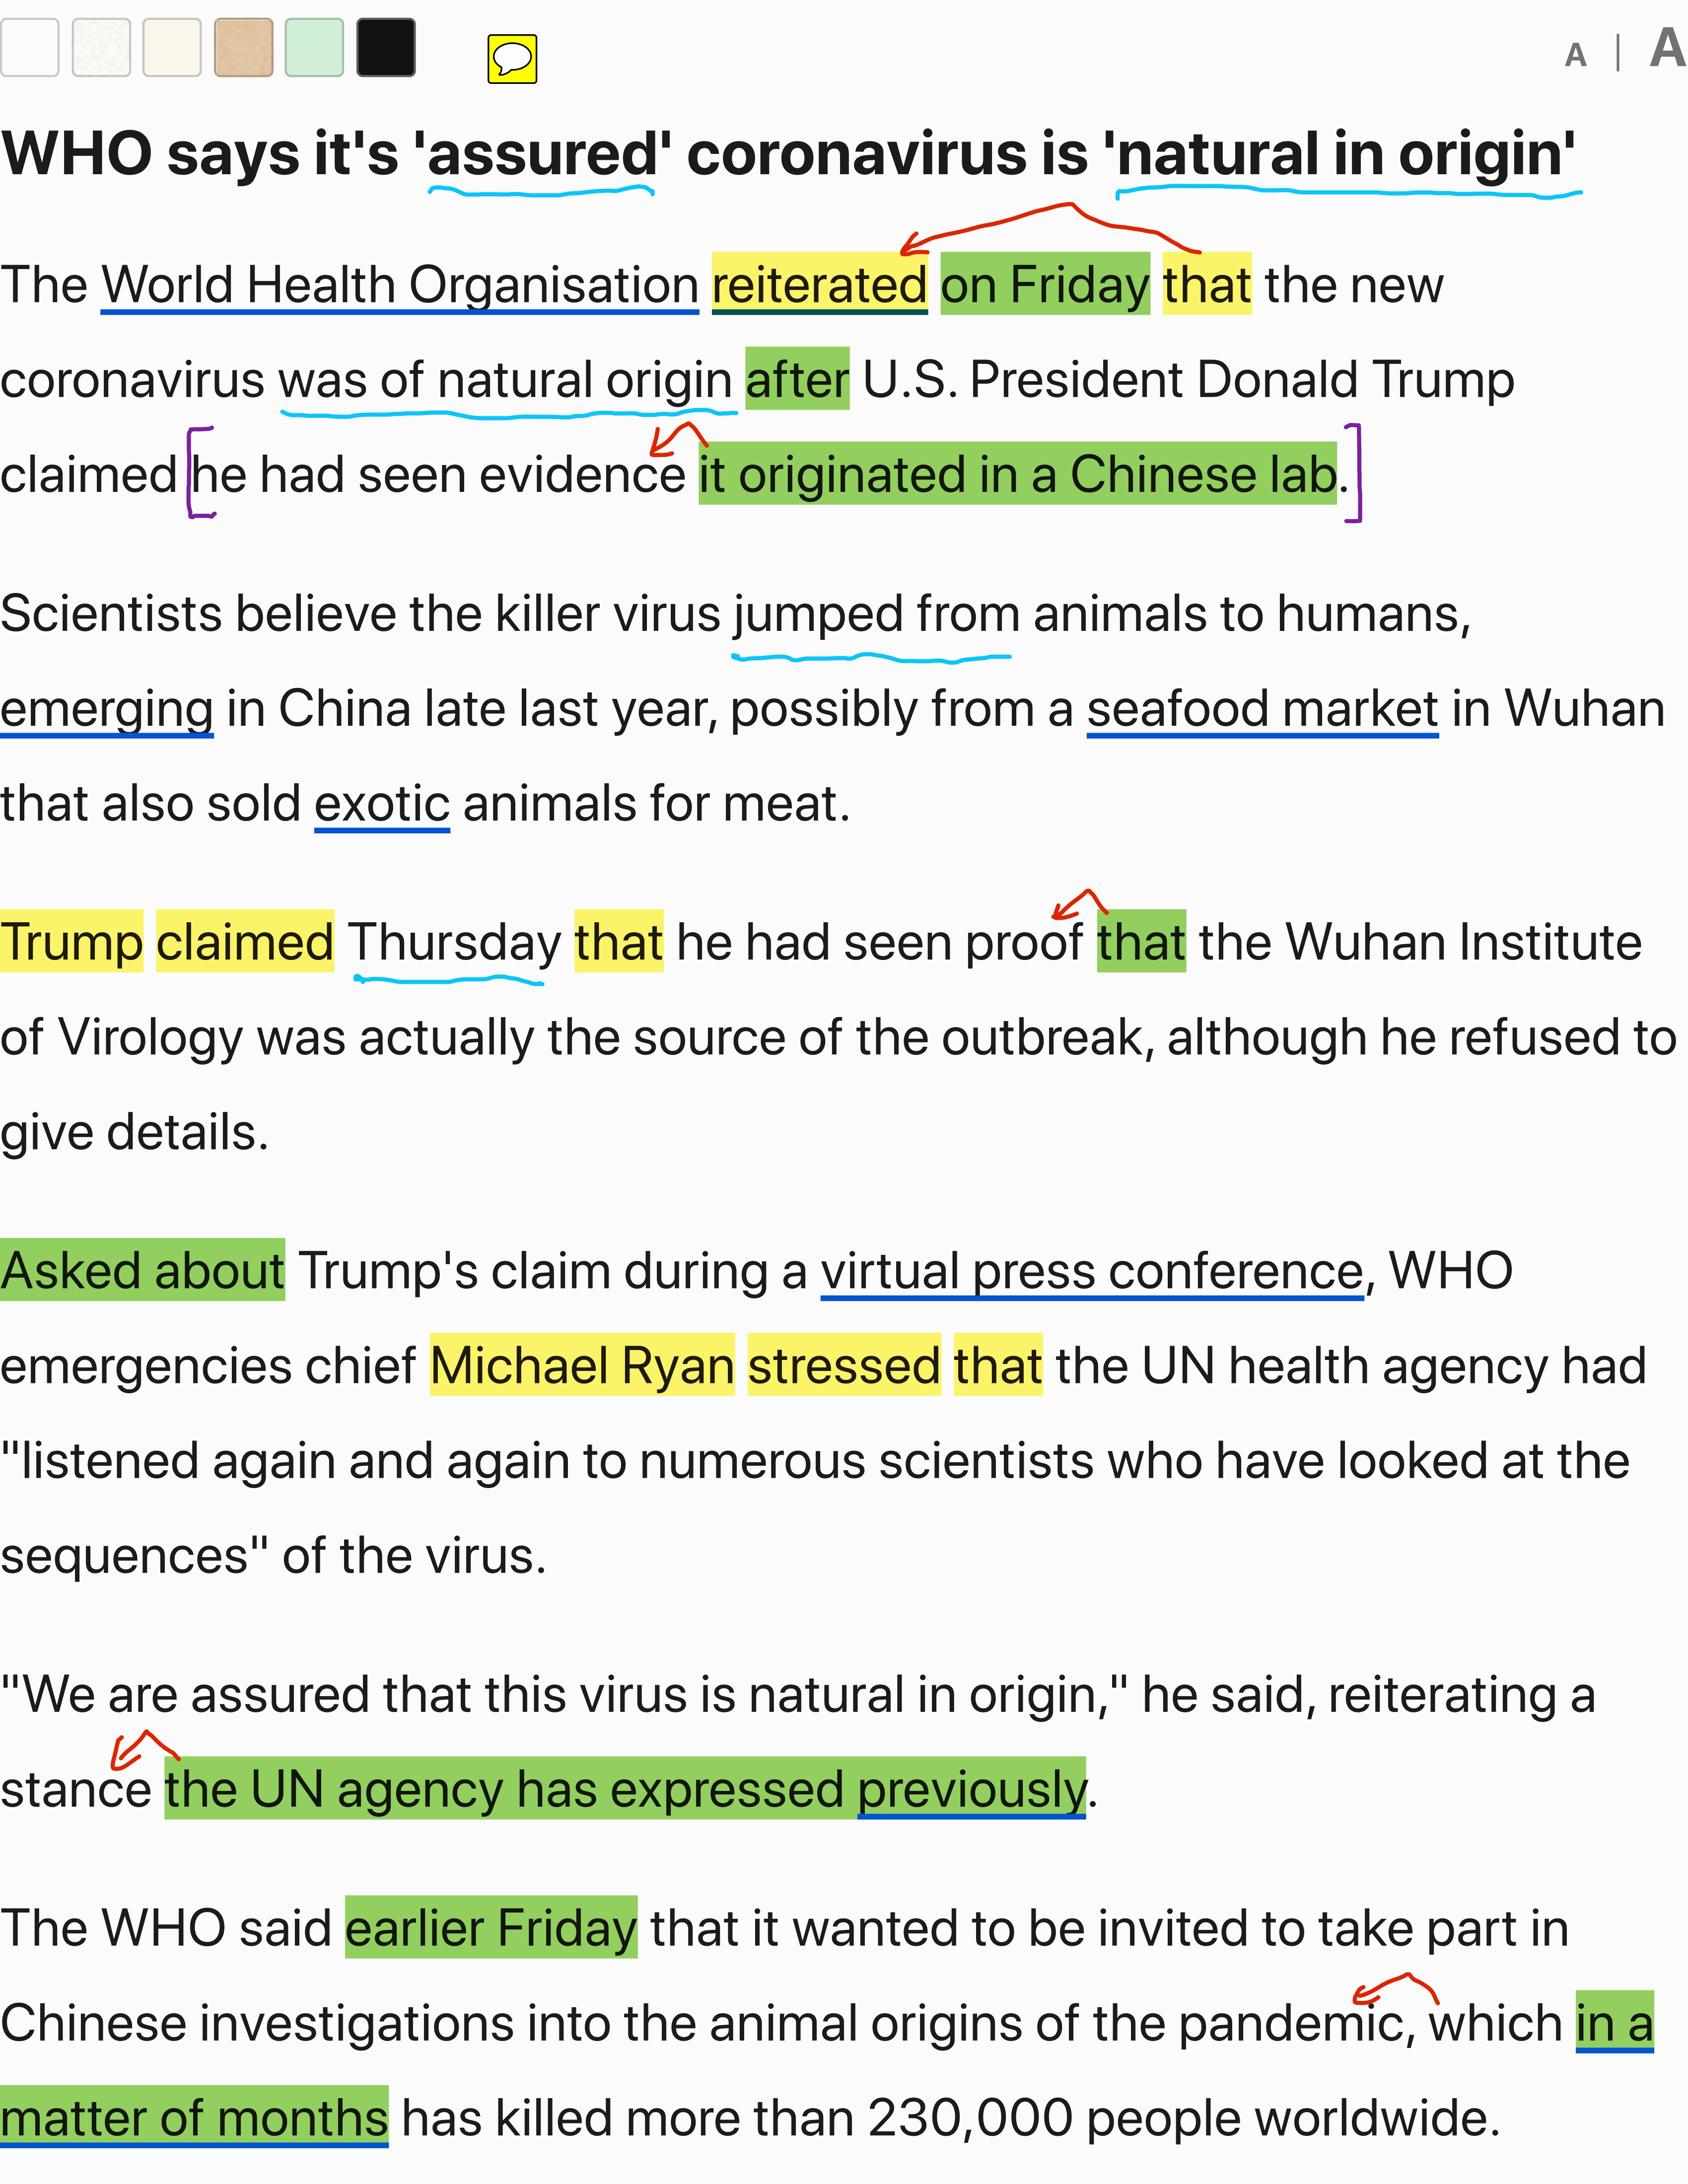 A | A
WHO says it's 'assured' coronavirus is 'natural in origin'
The World Health Organisation reiterated on Friday that the new
coronavirus was of natural origin after U.S. President Donald Trump
claimed he had seen evidence it originated in a Chinese lab.
Scientists believe the killer virus jumped from animals to humans,
emerging in China late last year, possibly from a seafood market in Wuhan
that also sold exotic animals for meat.
Trump claimed Thursday that he had seen proof that the Wuhan Institute
of Virology was actually the source of the outbreak, although he refused to
give details.
Asked about Trump's claim during a virtual press conference, WHO
emergencies chief Michael Ryan stressed that the UN health agency had
"listened again and again to numerous scientists who have looked at the
sequences" of the virus.
"We are assured that this virus is natural in origin," he said, reiterating a
stance the UN agency has expressed previously.
The WHO said earlier Friday that it wanted to be invited to take part in
Chinese investigations into the animal origins of the pandemic, which in a
matter of months has killed more than 230,000 people worldwide.